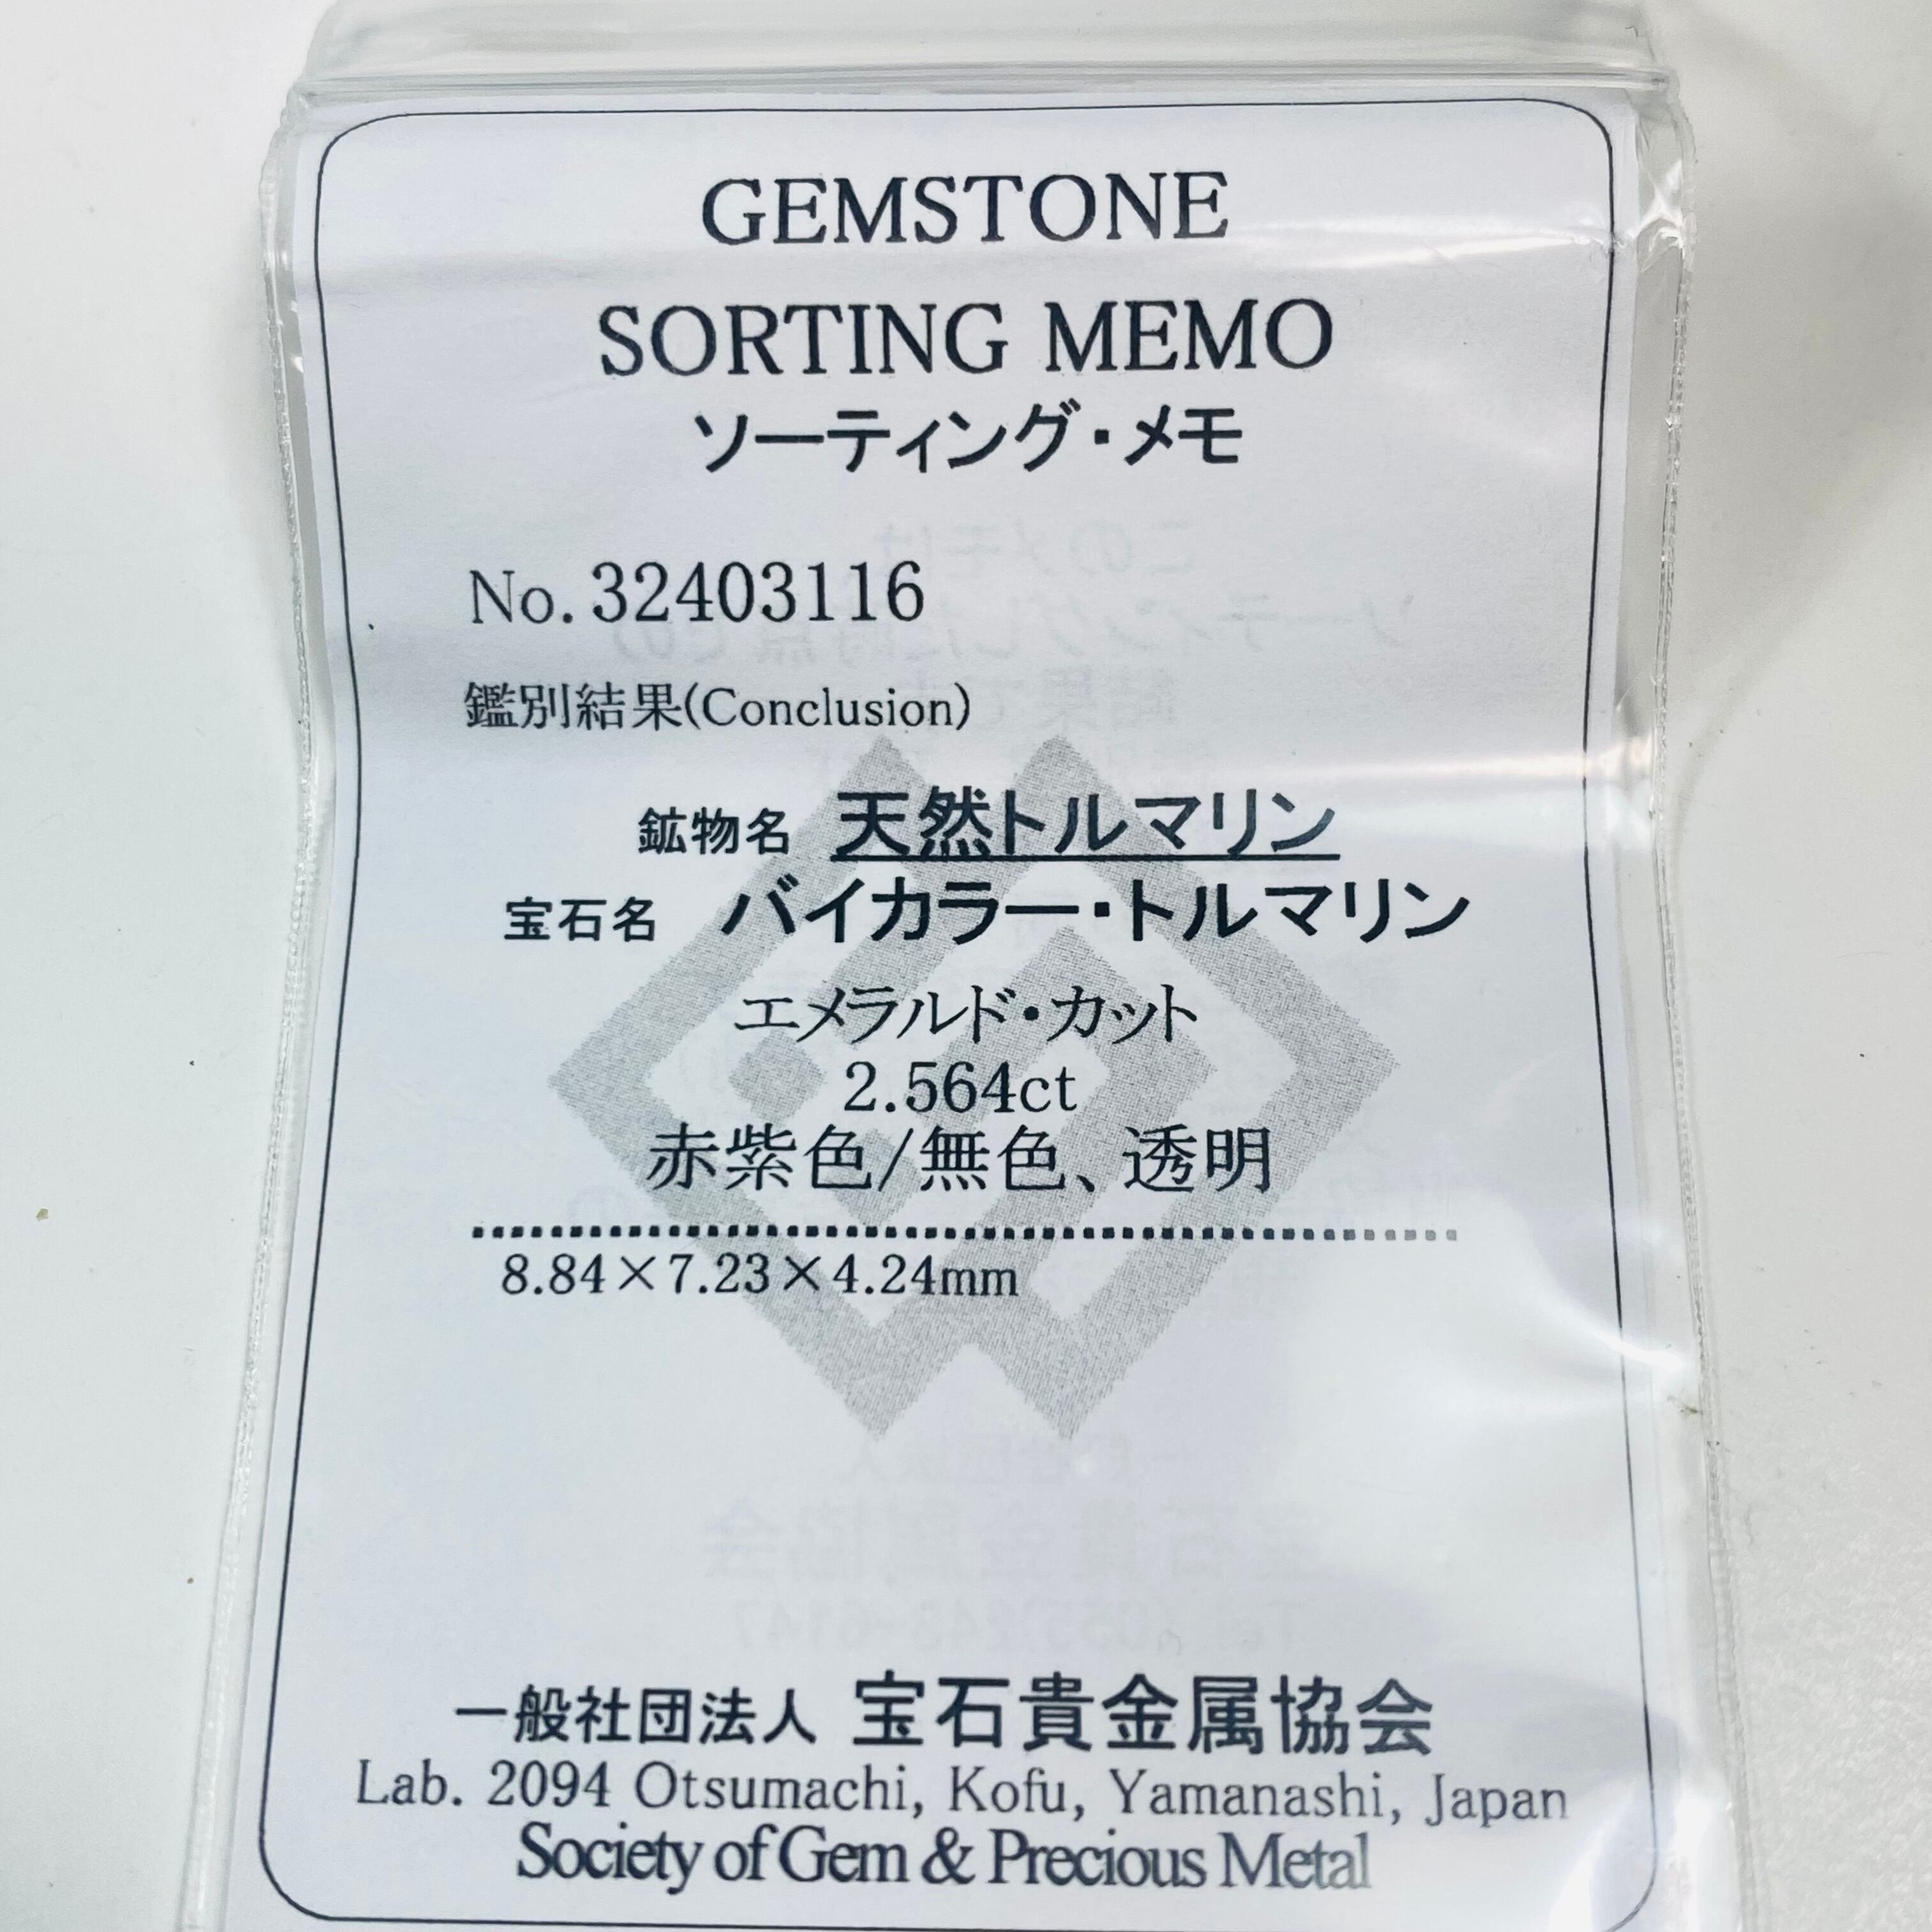 GEMSTONE
SORTING MEMO
ソーティング・メモ
No. 32403116
鑑別結果(Conclusion)
鉱物名 天然トルマリン
宝石名 バイカラー・トルマリン
エメラルド・カット
2.564ct
赤紫色/無色、透明
8.84×7.23×4.24mm
一般社団法人 宝石貴金属協会
Lab. 2094 Otsumachi, Kofu, Yamanashi, Japan
Society of Gem & Precious Metal